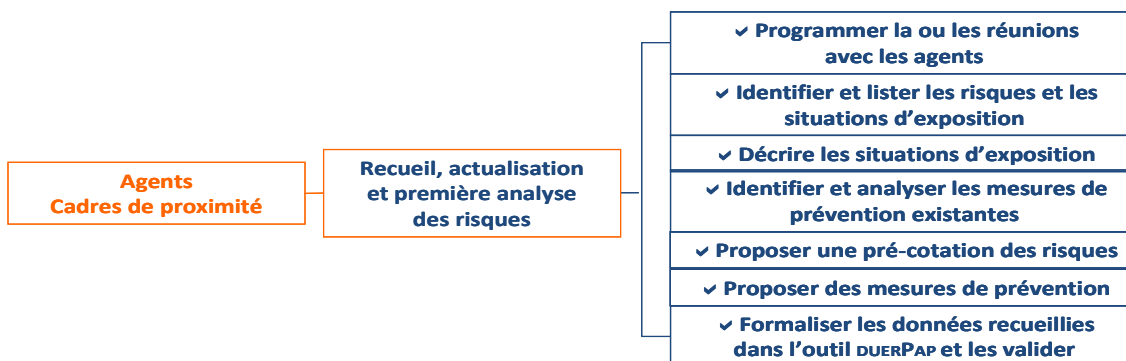 Agents
Cadres de proximité
Recueil, actualisation
et première analyse
des risques
✓ Programmer la ou les réunions
avec les agents
✓ Identifier et lister les risques et les
situations d’exposition
✓ Décrire les situations d’exposition
✓ Identifier et analyser les mesures de
prévention existantes
✓ Proposer une pré-cotation des risques
✓ Proposer des mesures de prévention
✓ Formaliser les données recueillies
dans l’outil DUERPAP et les valider